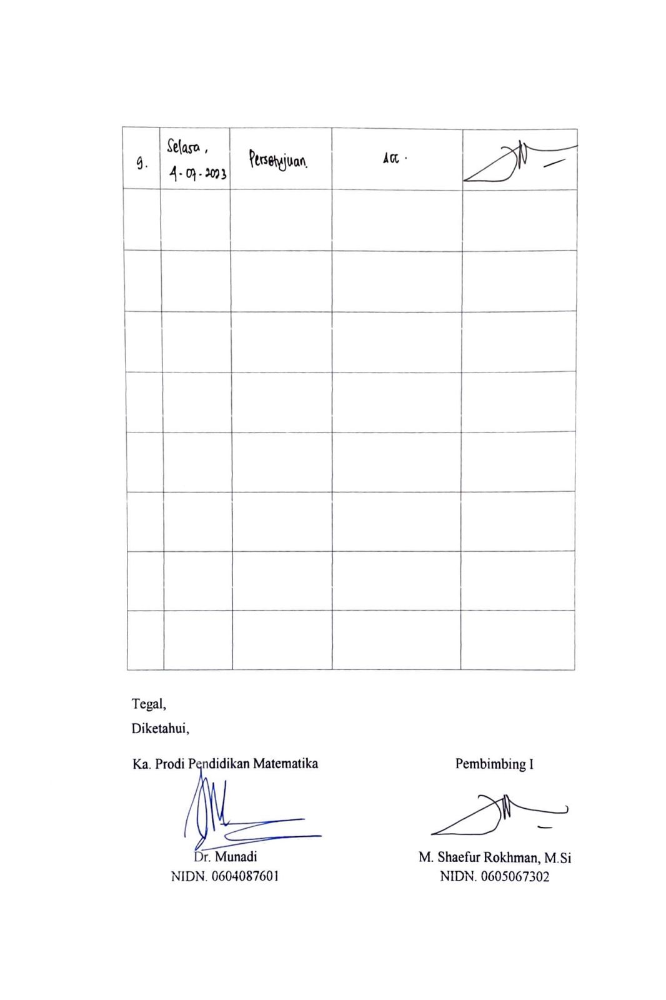 9.
Selasa,
4-07-2023
Persetujuan.
Acc.
Tegal,
Diketahui,
Ka. Prodi Pendidikan Matematika
Pembimbing I
Dr. Munadi
NIDN. 0604087601
M. Shaefur Rokhman, M.Si
NIDN. 0605067302